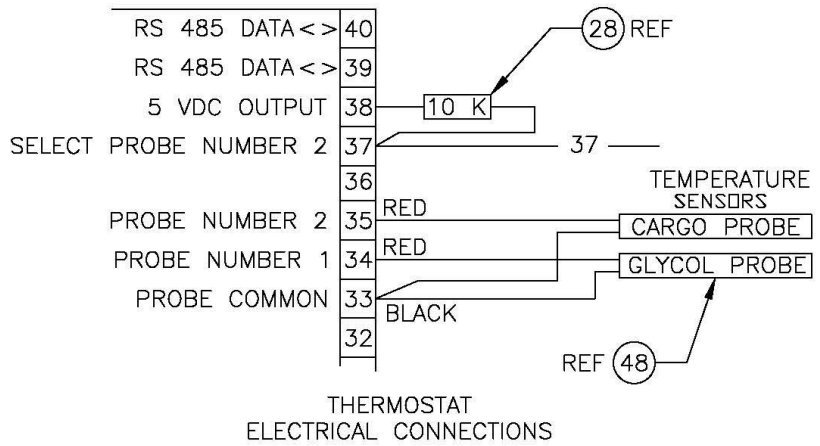 RS 485 DATA<> 40
28 REF
RS 485 DATA<> 39
5 VDC OUTPUT 38 10 K
SELECT PROBE NUMBER 2 37 37
36
TEMPERATURE
SENSORS
PROBE NUMBER 2 35 RED CARGO PROBE
PROBE NUMBER 1 34 RED GLYCOL PROBE
PROBE COMMON 33 BLACK
32
REF 48
THERMOSTAT
ELECTRICAL CONNECTIONS